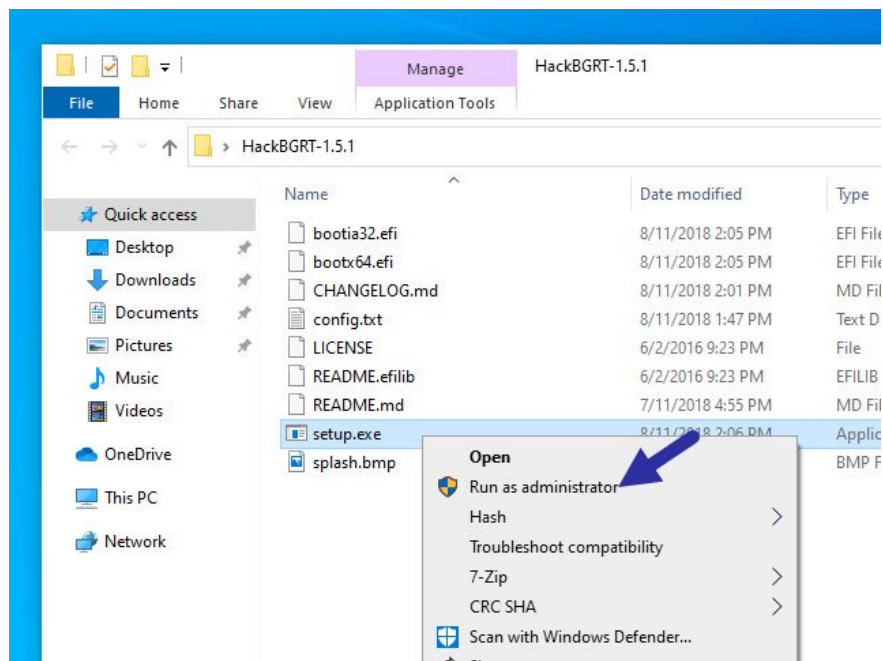 Manage
HackBGRT-1.5.1
File Home Share View Application Tools
HackBGRT-1.5.1
Name Date modified Type
Quick access
Desktop
Downloads
Documents
Pictures
Music
Videos
OneDrive
This PC
Network
bootia32.efi 8/11/2018 2:05 PM EFI File
bootx64.efi 8/11/2018 2:05 PM EFI File
CHANGELOG.md 8/11/2018 2:01 PM MD Fil
config.txt 8/11/2018 1:47 PM Text D
LICENSE 6/2/2016 9:23 PM File
README.efilib 6/2/2016 9:23 PM EFILIB
README.md 7/11/2018 4:55 PM MD Fil
setup.exe 8/11/2018 2:06 PM Applic
splash.bmp BMP F
Open
Run as administrator
Hash
Troubleshoot compatibility
7-Zip
CRC SHA
Scan with Windows Defender...